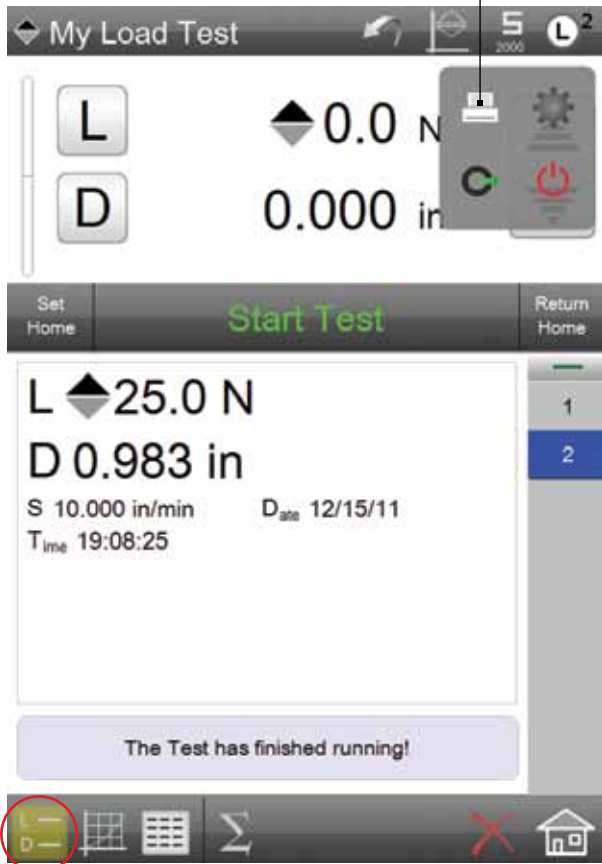 My Load Test
S
2000
L2
L
0.0 N
D
0.000 in
Set
Home
Start Test
Return
Home
L 25.0 N
D 0.983 in
S 10.000 in/min Date 12/15/11
Time 19:08:25
1
2
The Test has finished running!
L
D
Σ